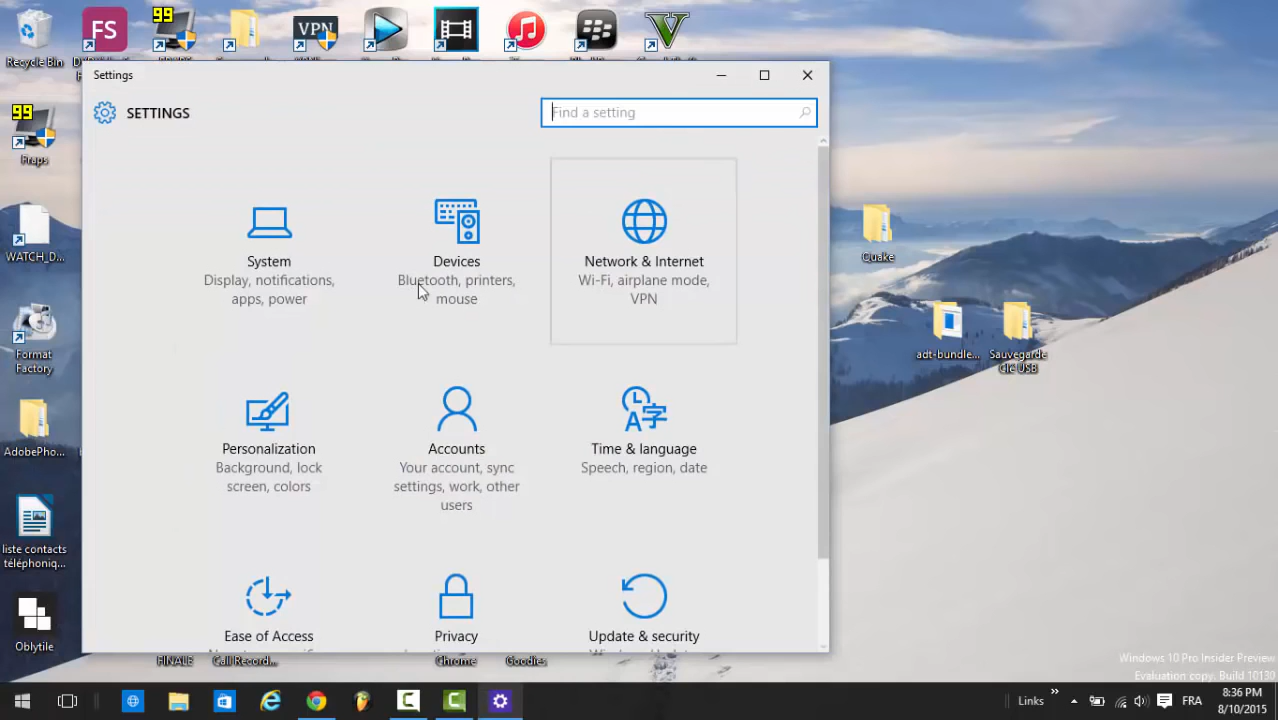 FS
99
VPN
Recycle Bin
Settings
SETTINGS
Find a setting
99
Fraps
System
Display, notifications,
apps, power
Devices
Bluetooth, printers,
mouse
Network & Internet
Wi-Fi, airplane mode,
VPN
WATCH_D...
Quake
Format
Factory
adt-bundle...
Sauvegarde
Clé USB
Personalization
Background, lock
screen, colors
Accounts
Your account, sync
settings, work, other
users
Time & language
Speech, region, date
AdobePho...
liste contacts
téléphoniq...
Ease of Access
Privacy
Update & security
Oblytile
FINALE
Call Record...
Chrome
Goodies
Windows 10 Pro Insider Preview
Evaluation copy. Build 10130
Links
FRA
8:36 PM
8/10/2015